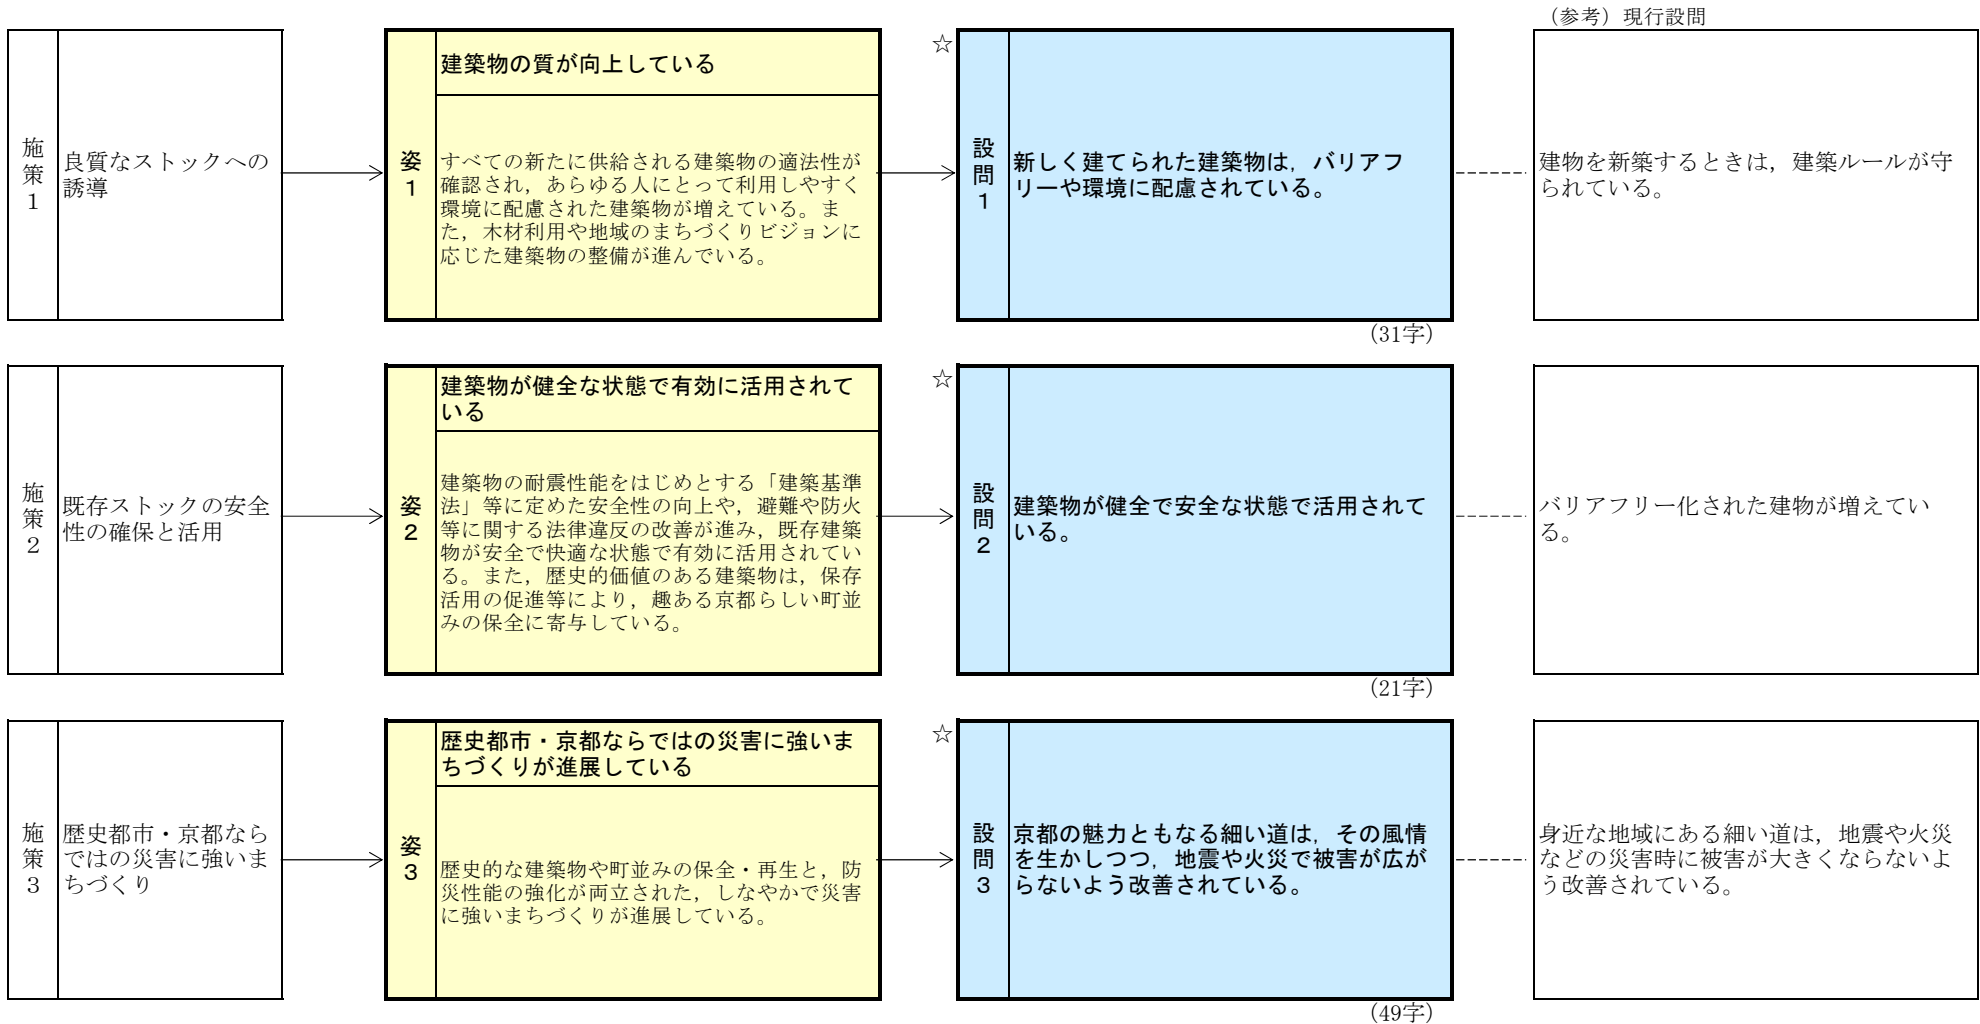 (参考)現行設問
施策1
良質なストックへの
誘導
姿1
建築物の質が向上している
すべての新たに供給される建築物の適法性が
確認され，あらゆる人にとって利用しやすく
環境に配慮された建築物が増えている。ま
た，木材利用や地域のまちづくりビジョンに
応じた建築物の整備が進んでいる。
☆
設問1
新しく建てられた建築物は，バリアフ
リーや環境に配慮されている。
(31字)
建物を新築するときは，建築ルールが守
られている。
施策2
既存ストックの安全
性の確保と活用
姿2
建築物が健全な状態で有効に活用されて
いる
建築物の耐震性能をはじめとする「建築基準
法」等に定めた安全性の向上や，避難や防火
等に関する法律違反の改善が進み，既存建築
物が安全で快適な状態で有効に活用されてい
る。また，歴史的価値のある建築物は，保存
活用の促進等により，趣ある京都らしい町並
みの保全に寄与している。
☆
設問2
建築物が健全で安全な状態で活用されて
いる。
(21字)
バリアフリー化された建物が増えてい
る。
施策3
歴史都市・京都なら
ではの災害に強いま
ちづくり
姿3
歴史都市・京都ならではの災害に強いま
ちづくりが進展している
歴史的な建築物や町並みの保全・再生と，防
災性能の強化が両立された，しなやかで災害
に強いまちづくりが進展している。
☆
設問3
京都の魅力ともなる細い道は，その風情
を生かしつつ，地震や火災で被害が広が
らないよう改善されている。
(49字)
身近な地域にある細い道は，地震や火災
などの災害時に被害が大きくならないよ
う改善されている。